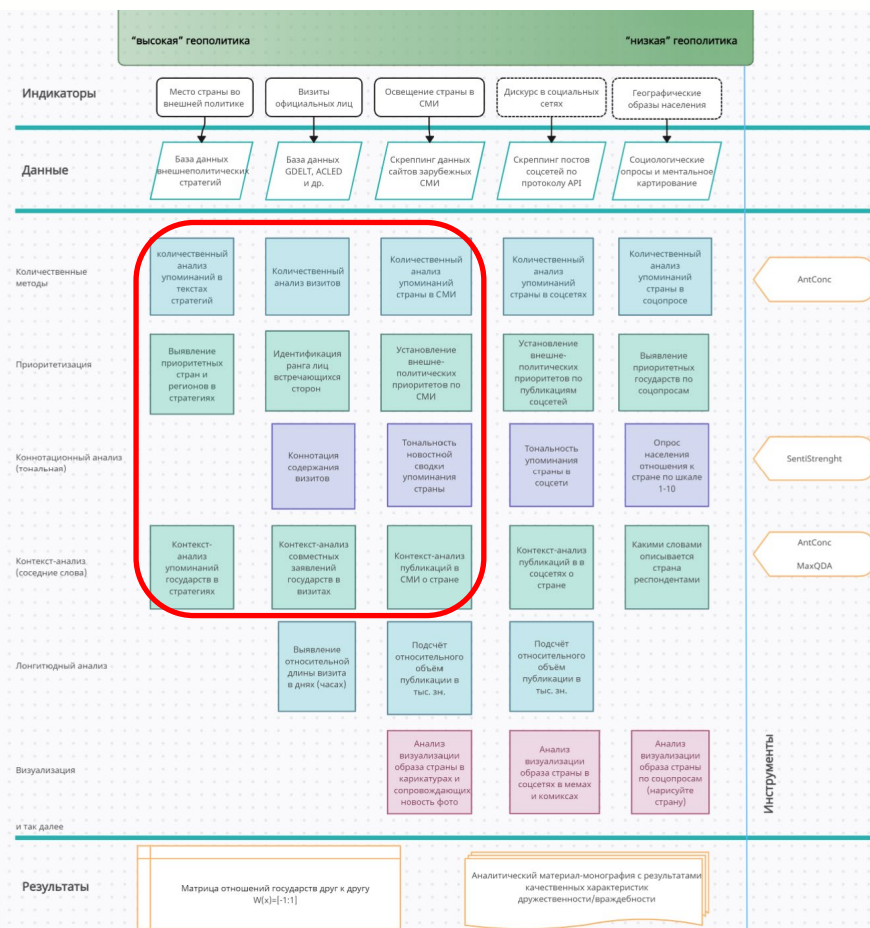 "высокая" геополитика
"низкая" геополитика
Индикаторы
Место страны во
внешней политике
Визиты
официальных лиц
Освещение страны в
СМИ
Дискурс в социальных
сетях
Географические
образы населения
Данные
База данных
внешнеполитических
стратегий
База данных
GDELT, ACLED
и др.
Скреппинг данных
сайтов зарубежных
СМИ
Скреппинг постов
соцсетей по
протоколу API
Социологические
опросы и ментальное
картирование
Количественные
методы
количественный
анализ
упоминаний в
текстах
стратегий
Количественный
анализ визитов
Количественный
анализ
упоминаний
страны в СМИ
Количественный
анализ
упоминаний
страны в соцсетях
Количественный
анализ
упоминаний
страны в
соцопросе
AntConc
Приоритетизация
Выявление
приоритетных
стран и
регионов в
стратегиях
Идентификация
ранга лиц
встречающихся
сторон
Установление
внешне-
политических
приоритетов по
СМИ
Установление
внешне-
политических
приоритетов по
публикациям
соцсетей
Выявление
приоритетных
государств по
соцопросам
Коннотационный анализ
(тональная)
Коннотация
содержания
визитов
Тональность
новостной
сводки
упоминания
страны
Тональность
упоминания
страны в
соцсети
Опрос
населения
отношения к
стране по шкале
1-10
SentiStrenght
Контекст-анализ
(соседние слова)
Контекст-
анализ
упоминаний
государств в
стратегиях
Контекст-анализ
совместных
заявлений
государств в
визитах
Контекст-анализ
публикаций в
СМИ о стране
Контекст-анализ
публикаций в в
соцсетях о
стране
Какими словами
описывается
страна
респондентами
AntConc
MaxQDA
Лонгитюдный анализ
Выявление
относительной
длины визита
в днях (часах)
Подсчёт
относительного
объём
публикации в
тыс. зн.
Подсчёт
относительного
объём
публикации в
тыс. зн.
Визуализация
Анализ
визуализации
образа страны в
карикатурах и
сопровождающих
новость фото
Анализ
визуализации
образа страны в
соцсетях в мемах
и комиксах
Анализ
визуализации
образа страны
по соцопросам
(нарисуйте
страну)
Инструменты
и так далее
Результаты
Матрица отношений государств друг к другу
W(x)=[-1:1]
Аналитический материал-монография с результатами
качественных характеристик
дружественности/враждебности